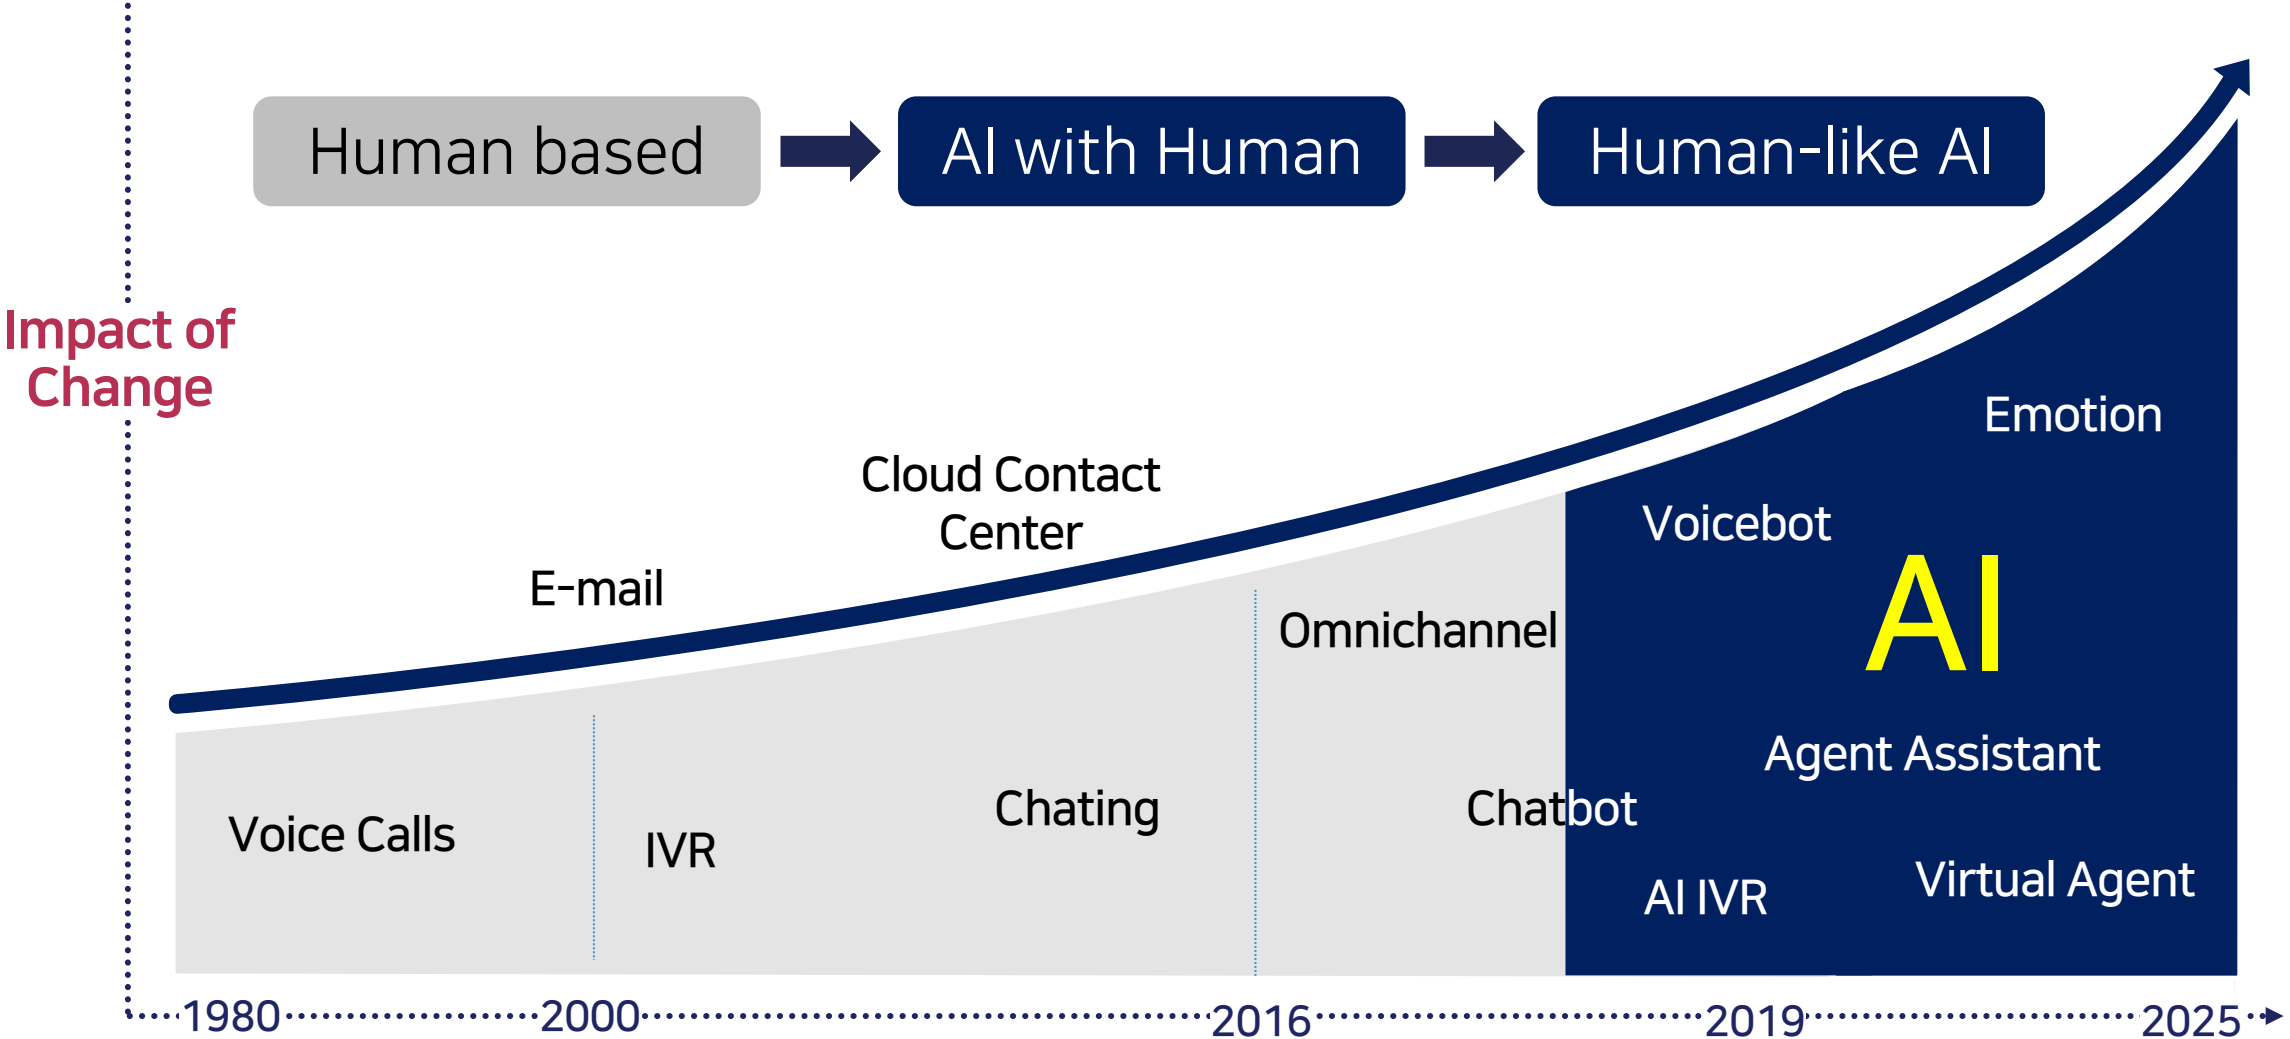 Human based
AI with Human
Human-like AI
Impact of
Change
Emotion
Cloud Contact
Center
Voicebot
E-mail
AI
Omnichannel
Agent Assistant
Voice Calls
IVR
Chating
Chatbot
AI IVR
Virtual Agent
1980
2000
2016
2019
2025